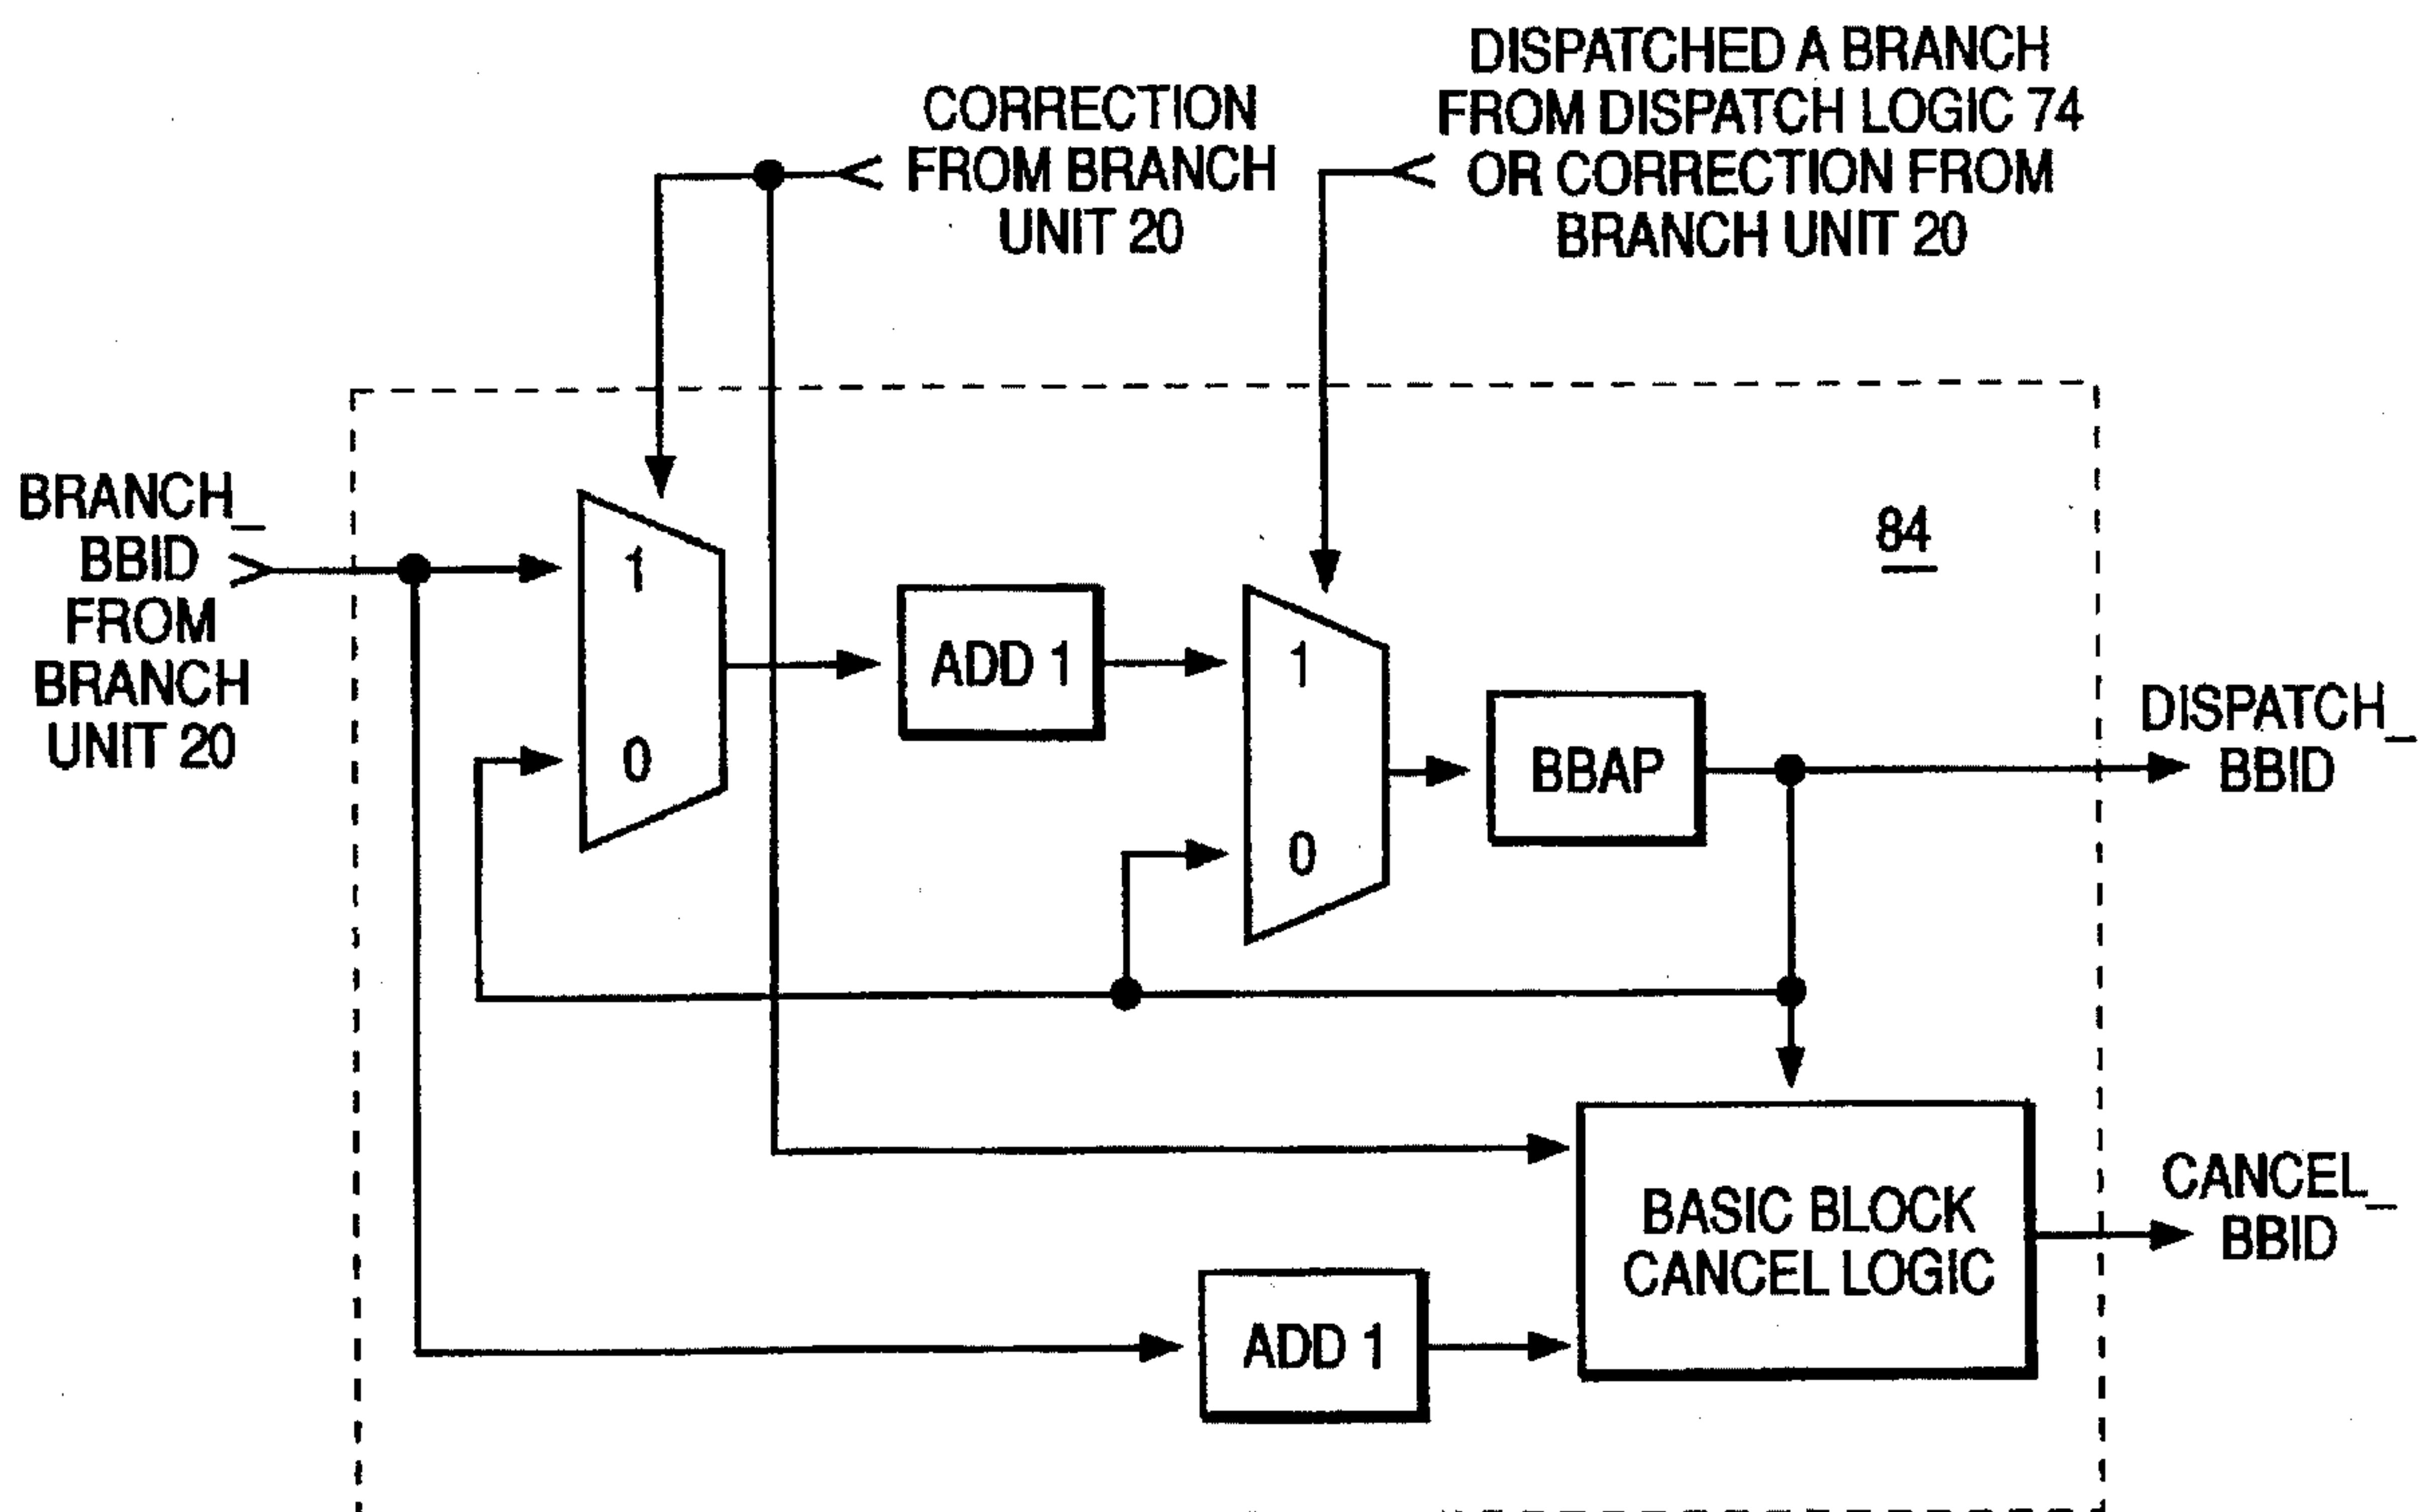 CORRECTION
FROM BRANCH
UNIT 20
DISPATCHED A BRANCH
FROM DISPATCH LOGIC 74
OR CORRECTION FROM
BRANCH UNIT 20
BRANCH_
BBID
FROM
BRANCH
UNIT 20
1
0
ADD 1
1
0
BBAP
84
DISPATCH_
BBID
BASIC BLOCK
CANCEL LOGIC
CANCEL_
BBID
ADD 1